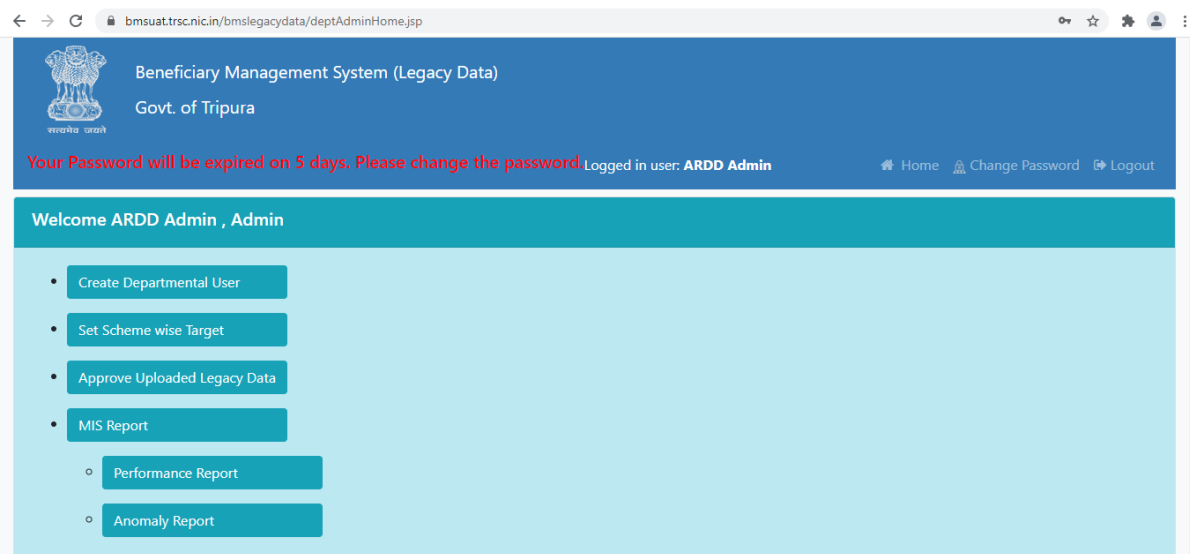 bmsuat.trsc.nic.in/bmslegacydata/deptAdminHome.jsp
Beneficiary Management System (Legacy Data)
Govt. of Tripura
सत्यमेव जयते
Your Password will be expired on 5 days. Please change the password. Logged in user: ARDD Admin Home Change Password Logout
Welcome ARDD Admin , Admin
Create Departmental User
Set Scheme wise Target
Approve Uploaded Legacy Data
MIS Report
Performance Report
Anomaly Report